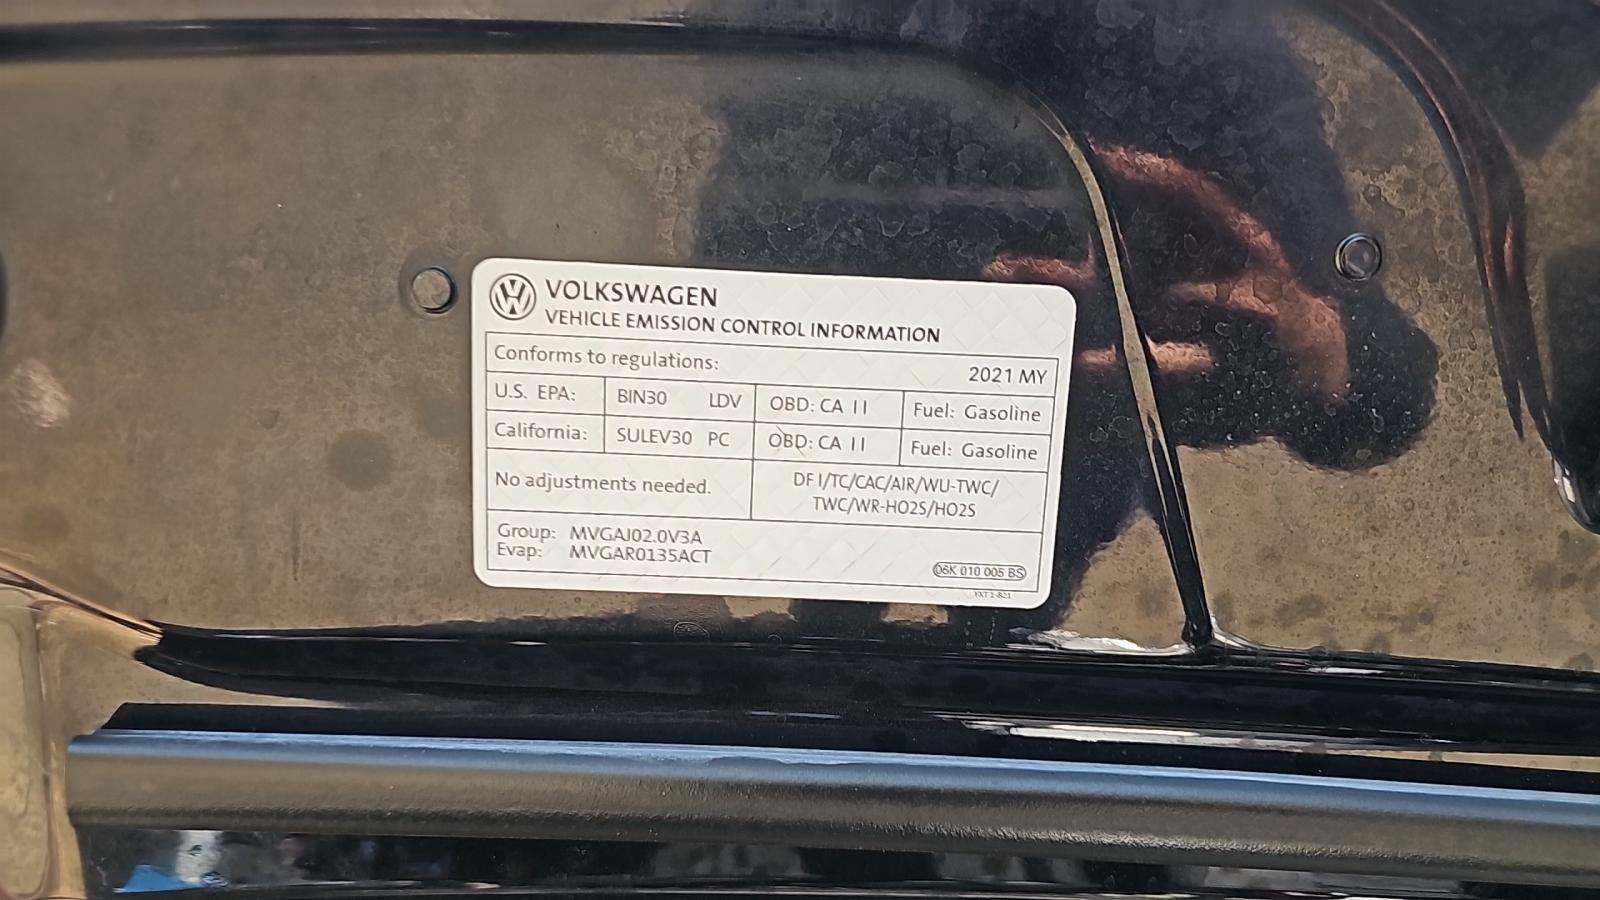 VOLKSWAGEN
VEHICLE EMISSION CONTROL INFORMATION
Conforms to regulations: 2021 MY
U.S. EPA: BIN30 LDV OBD: CA II Fuel: Gasoline
California: SULEV30 PC OBD: CA II Fuel: Gasoline
No adjustments needed.
DFI/TC/CAC/AIR/WU-TWC/
TWC/WR-HO2S/HO2S
Group: MVGAJ02.0V3A
Evap: MVGAR0135ACT
06K 010 005 BS